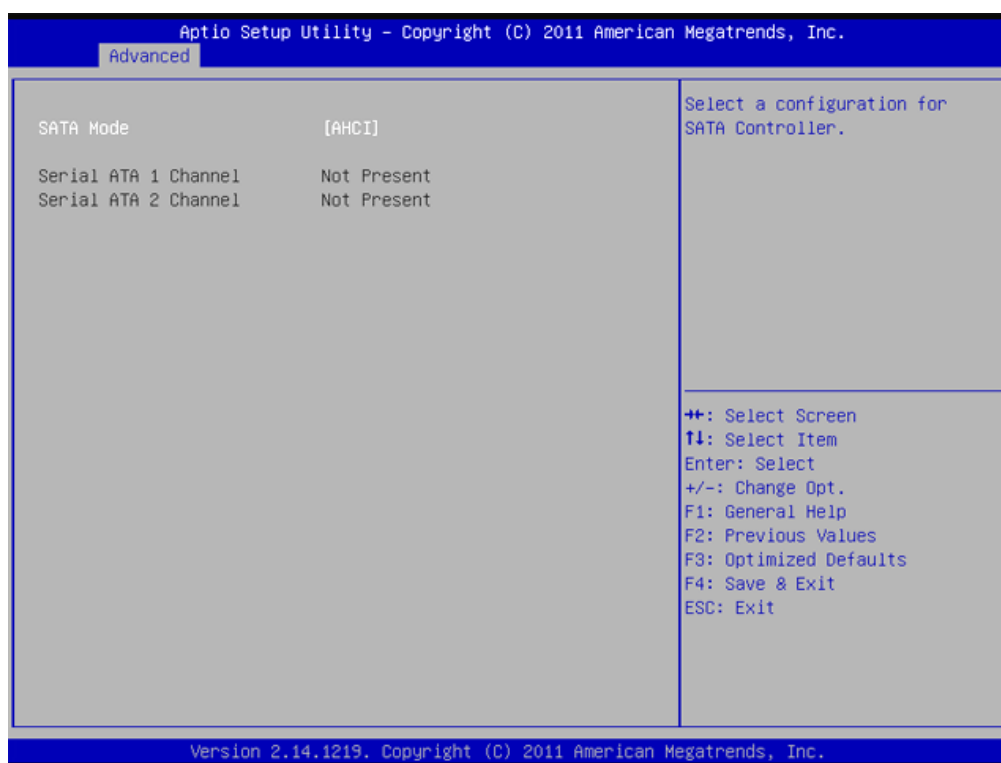 Aptio Setup Utility – Copyright (C) 2011 American Megatrends, Inc.
Advanced
SATA Mode [AHCI]
Serial ATA 1 Channel Not Present
Serial ATA 2 Channel Not Present
Select a configuration for
SATA Controller.
→←: Select Screen
↑↓: Select Item
Enter: Select
+/-: Change Opt.
F1: General Help
F2: Previous Values
F3: Optimized Defaults
F4: Save & Exit
ESC: Exit
Version 2.14.1219. Copyright (C) 2011 American Megatrends, Inc.